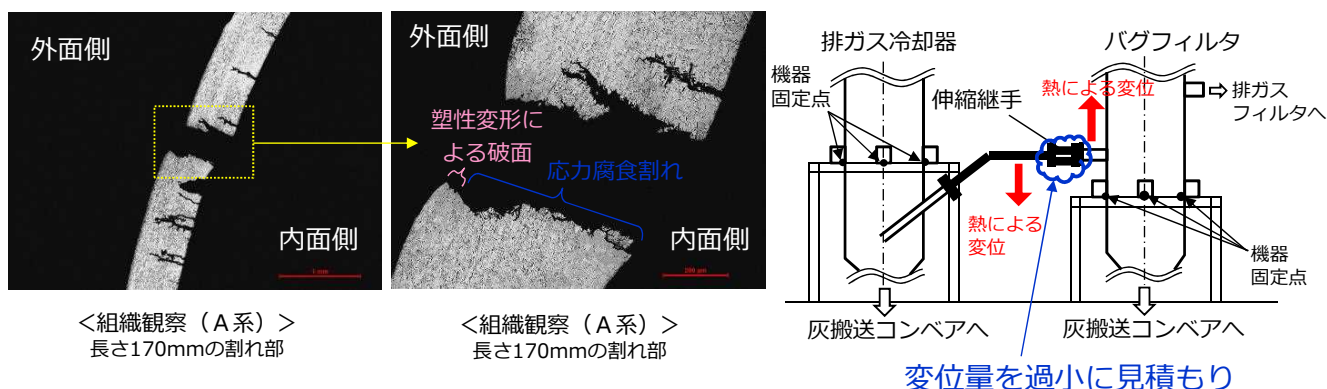 外面側
内面側
1 mm
<組織観察(A系)>
長さ170mmの割れ部
外面側
塑性変形に
よる破面
応力腐食割れ
内面側
200 μm
<組織観察(A系)>
長さ170mmの割れ部
排ガス冷却器
バグフィルタ
機器
固定点
伸縮継手
熱による変位
排ガス
フィルタへ
熱による
変位
機器
固定点
灰搬送コンベアへ
灰搬送コンベアへ
変位量を過小に見積もり